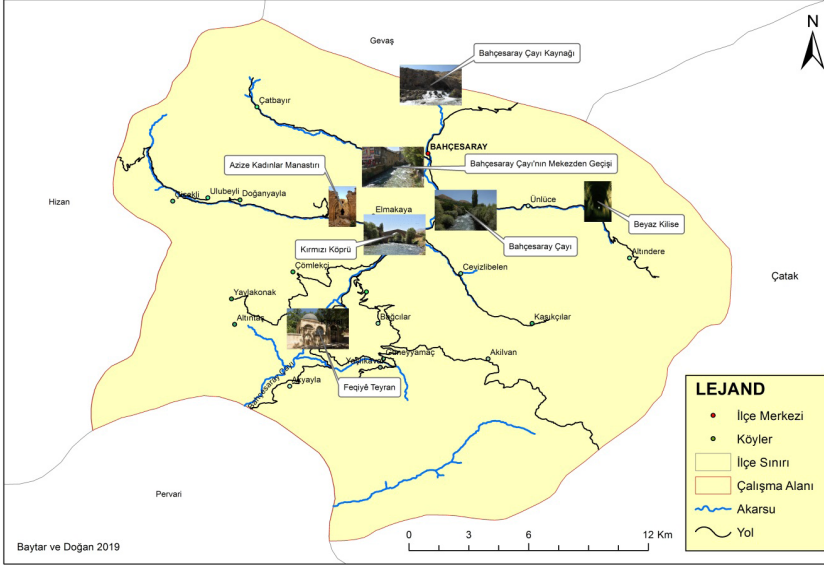 N
Gevaş
Bahçesaray Çayı Kaynağı
Çatbayır
BAHÇESARAY
Azize Kadınlar Manastırı
Bahçesaray Çayı'nın Mekezden Geçişi
Hizan
Çiçekli
Ulubeyli
Doğanyayla
Elmakaya
Ünlüce
Beyaz Kilise
Kırmızı Köprü
Bahçesaray Çayı
Altındere
Çömlekçi
Cevizlibelen
Çatak
Yaylakonak
Altıntaş
Bağcılar
Kaşıkçılar
Güneyyamaç
Akilvan
Feqiyê Teyran
Bahçesaray Çayı
Pervari
LEJAND
İlçe Merkezi
Köyler
İlçe Sınırı
Çalışma Alanı
Akarsu
Yol
Baytar ve Doğan 2019
0 3 6 12 Km